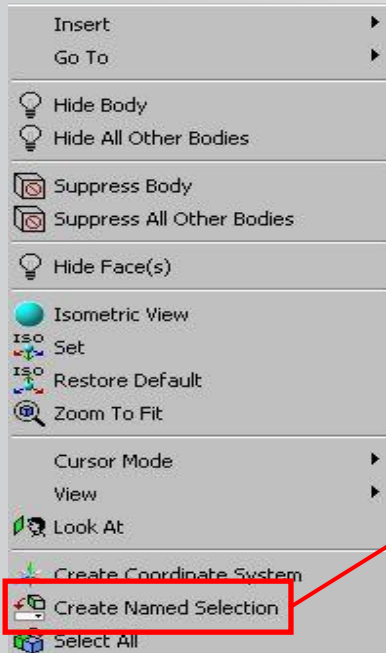 Insert
Go To
Hide Body
Hide All Other Bodies
Suppress Body
Suppress All Other Bodies
Hide Face(s)
Isometric View
ISO Set
ISO Restore Default
Zoom To Fit
Cursor Mode
View
Look At
Create Coordinate System
Create Named Selection
Select All